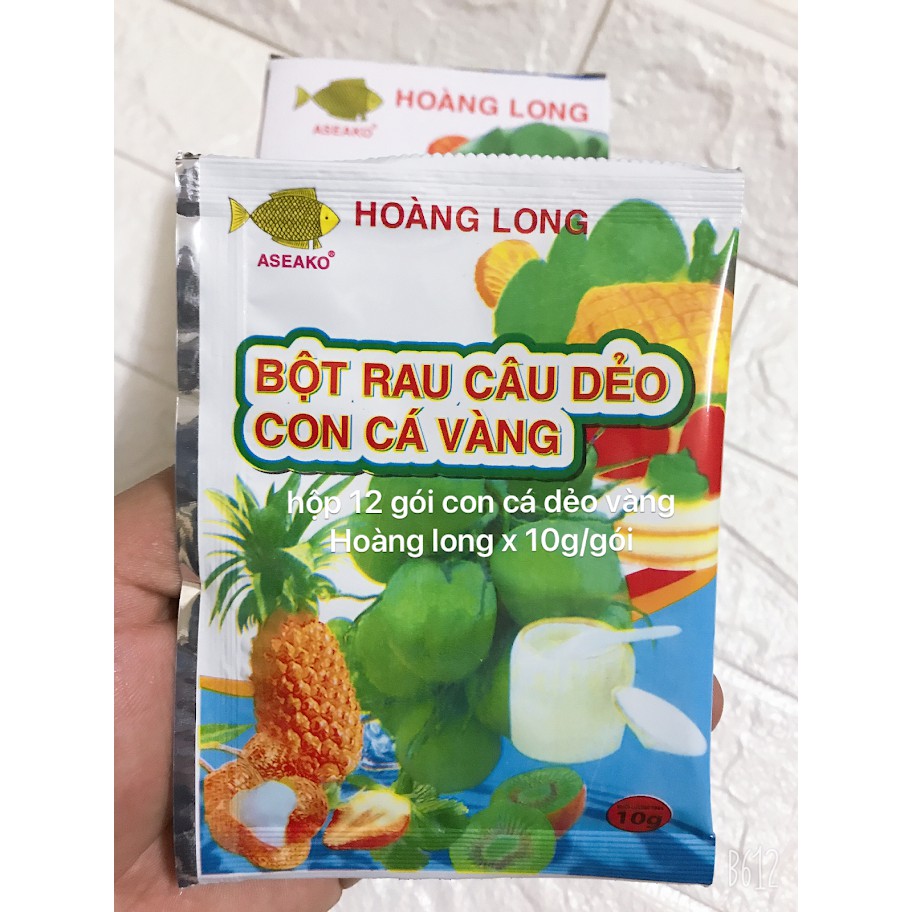 HOÀNG LONG
ASEAKO®
HOÀNG LONG
ASEAKO®
BỘT RAU CÂU DẺO
CON CÁ VÀNG
hộp 12 gói con cá dẻo vàng
Hoàng long x 10g/gói
10g
B612